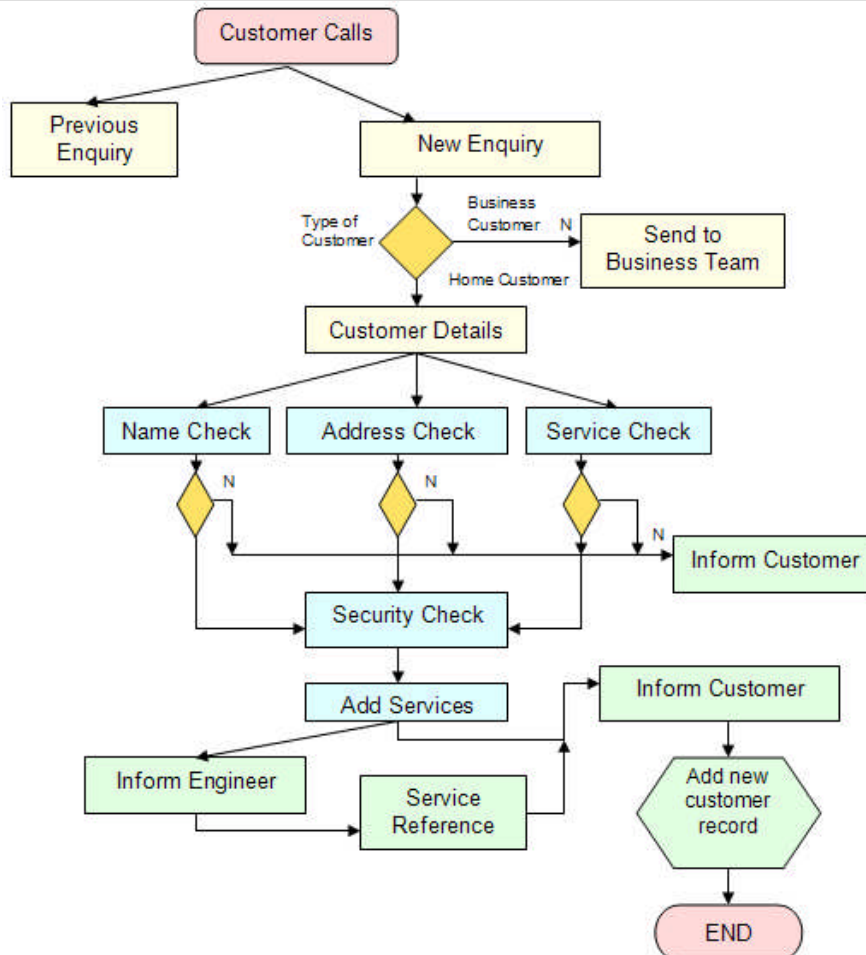 Customer Calls
Previous
Enquiry
New Enquiry
Type of
Customer
Business
Customer N
Send to
Business Team
Home Customer
Customer Details
Name Check
Address Check
Service Check
N
N
N
Inform Customer
Security Check
Add Services
Inform Customer
Inform Engineer
Service
Reference
Add new
customer
record
END